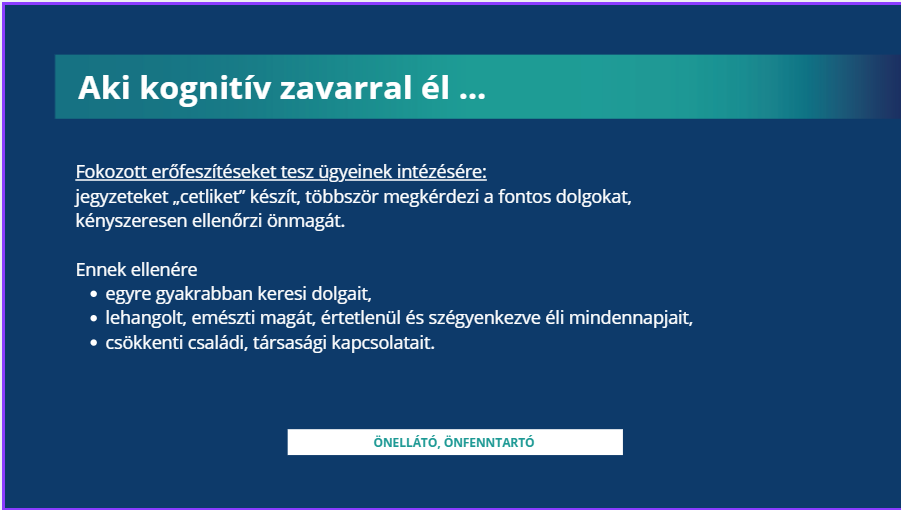 Aki kognitív zavarral él ...
Fokozott erőfeszítéseket tesz ügyeinek intézésére:
jegyzeteket „cetliket” készít, többször megkérdezi a fontos dolgokat,
kényszeresen ellenőrzi önmagát.
Ennek ellenére
• egyre gyakrabban keresi dolgait,
• lehangolt, emészti magát, értetlenül és szégyenkezve éli mindennapjait,
• csökkenti családi, társasági kapcsolatait.
ÖNELLÁTÓ, ÖNFENNTARTÓ